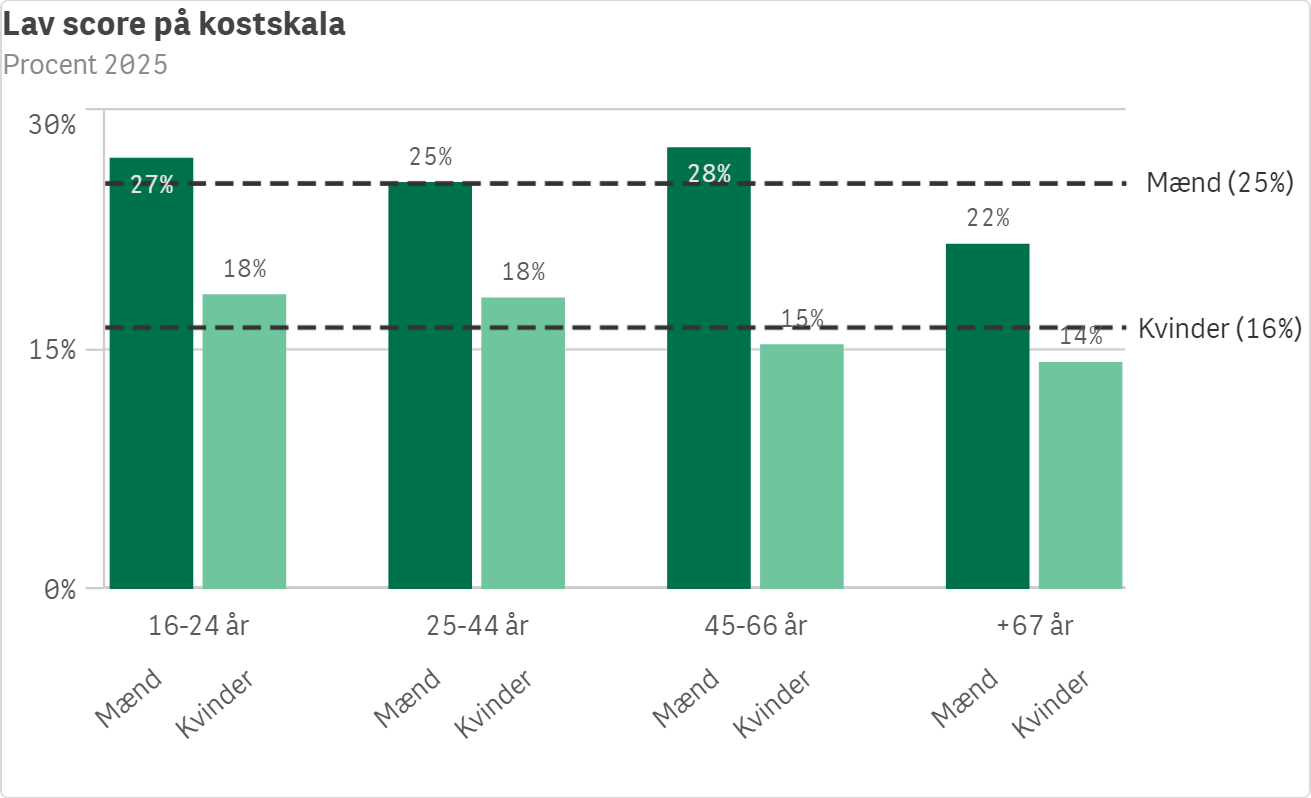 Lav score på kostskala
Procent 2025
30%
27%
25%
28%
Mænd (25%)
22%
18%
18%
15%
Kvinder (16%)
14%
15%
0%
16-24 år
25-44 år
45-66 år
+67 år
Mænd
Kvinder
Mænd
Kvinder
Mænd
Kvinder
Mænd
Kvinder